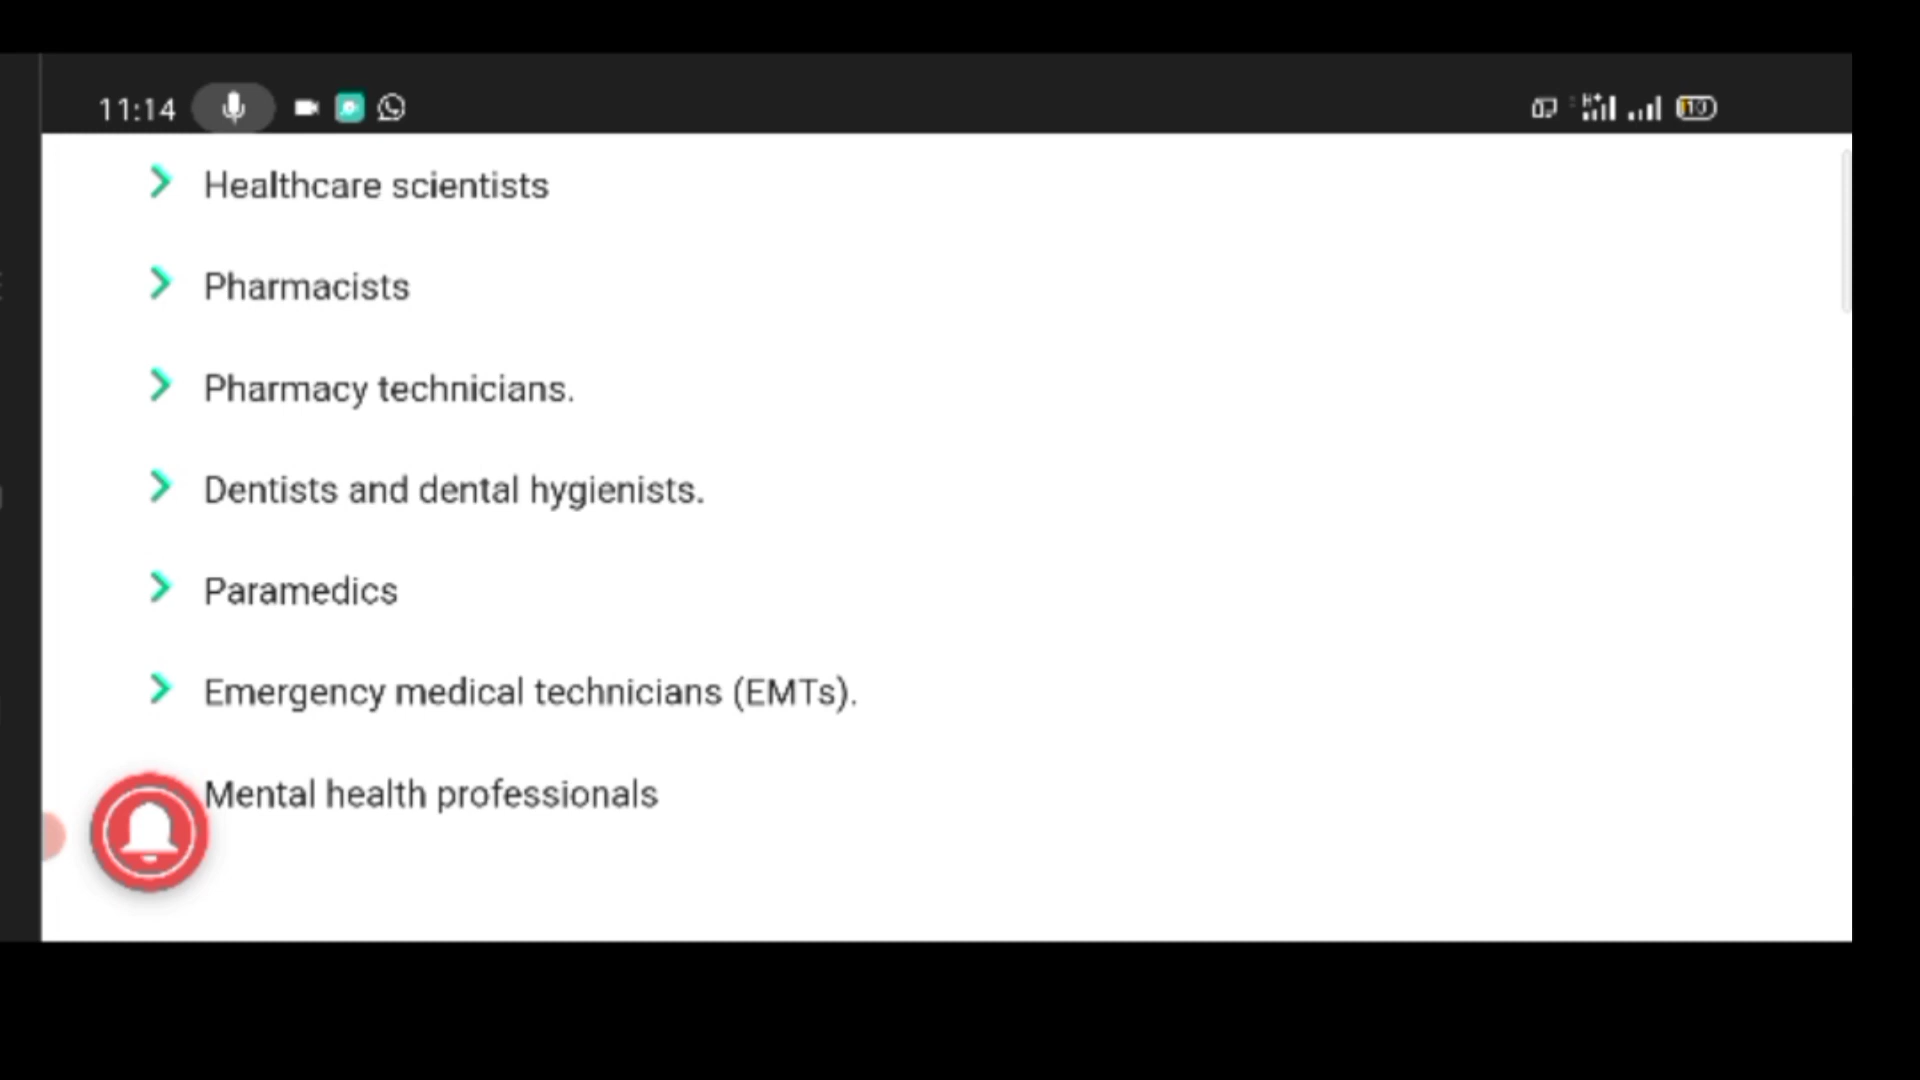 11:14
H+
10
Healthcare scientists
Pharmacists
Pharmacy technicians.
Dentists and dental hygienists.
Paramedics
Emergency medical technicians (EMTs).
Mental health professionals